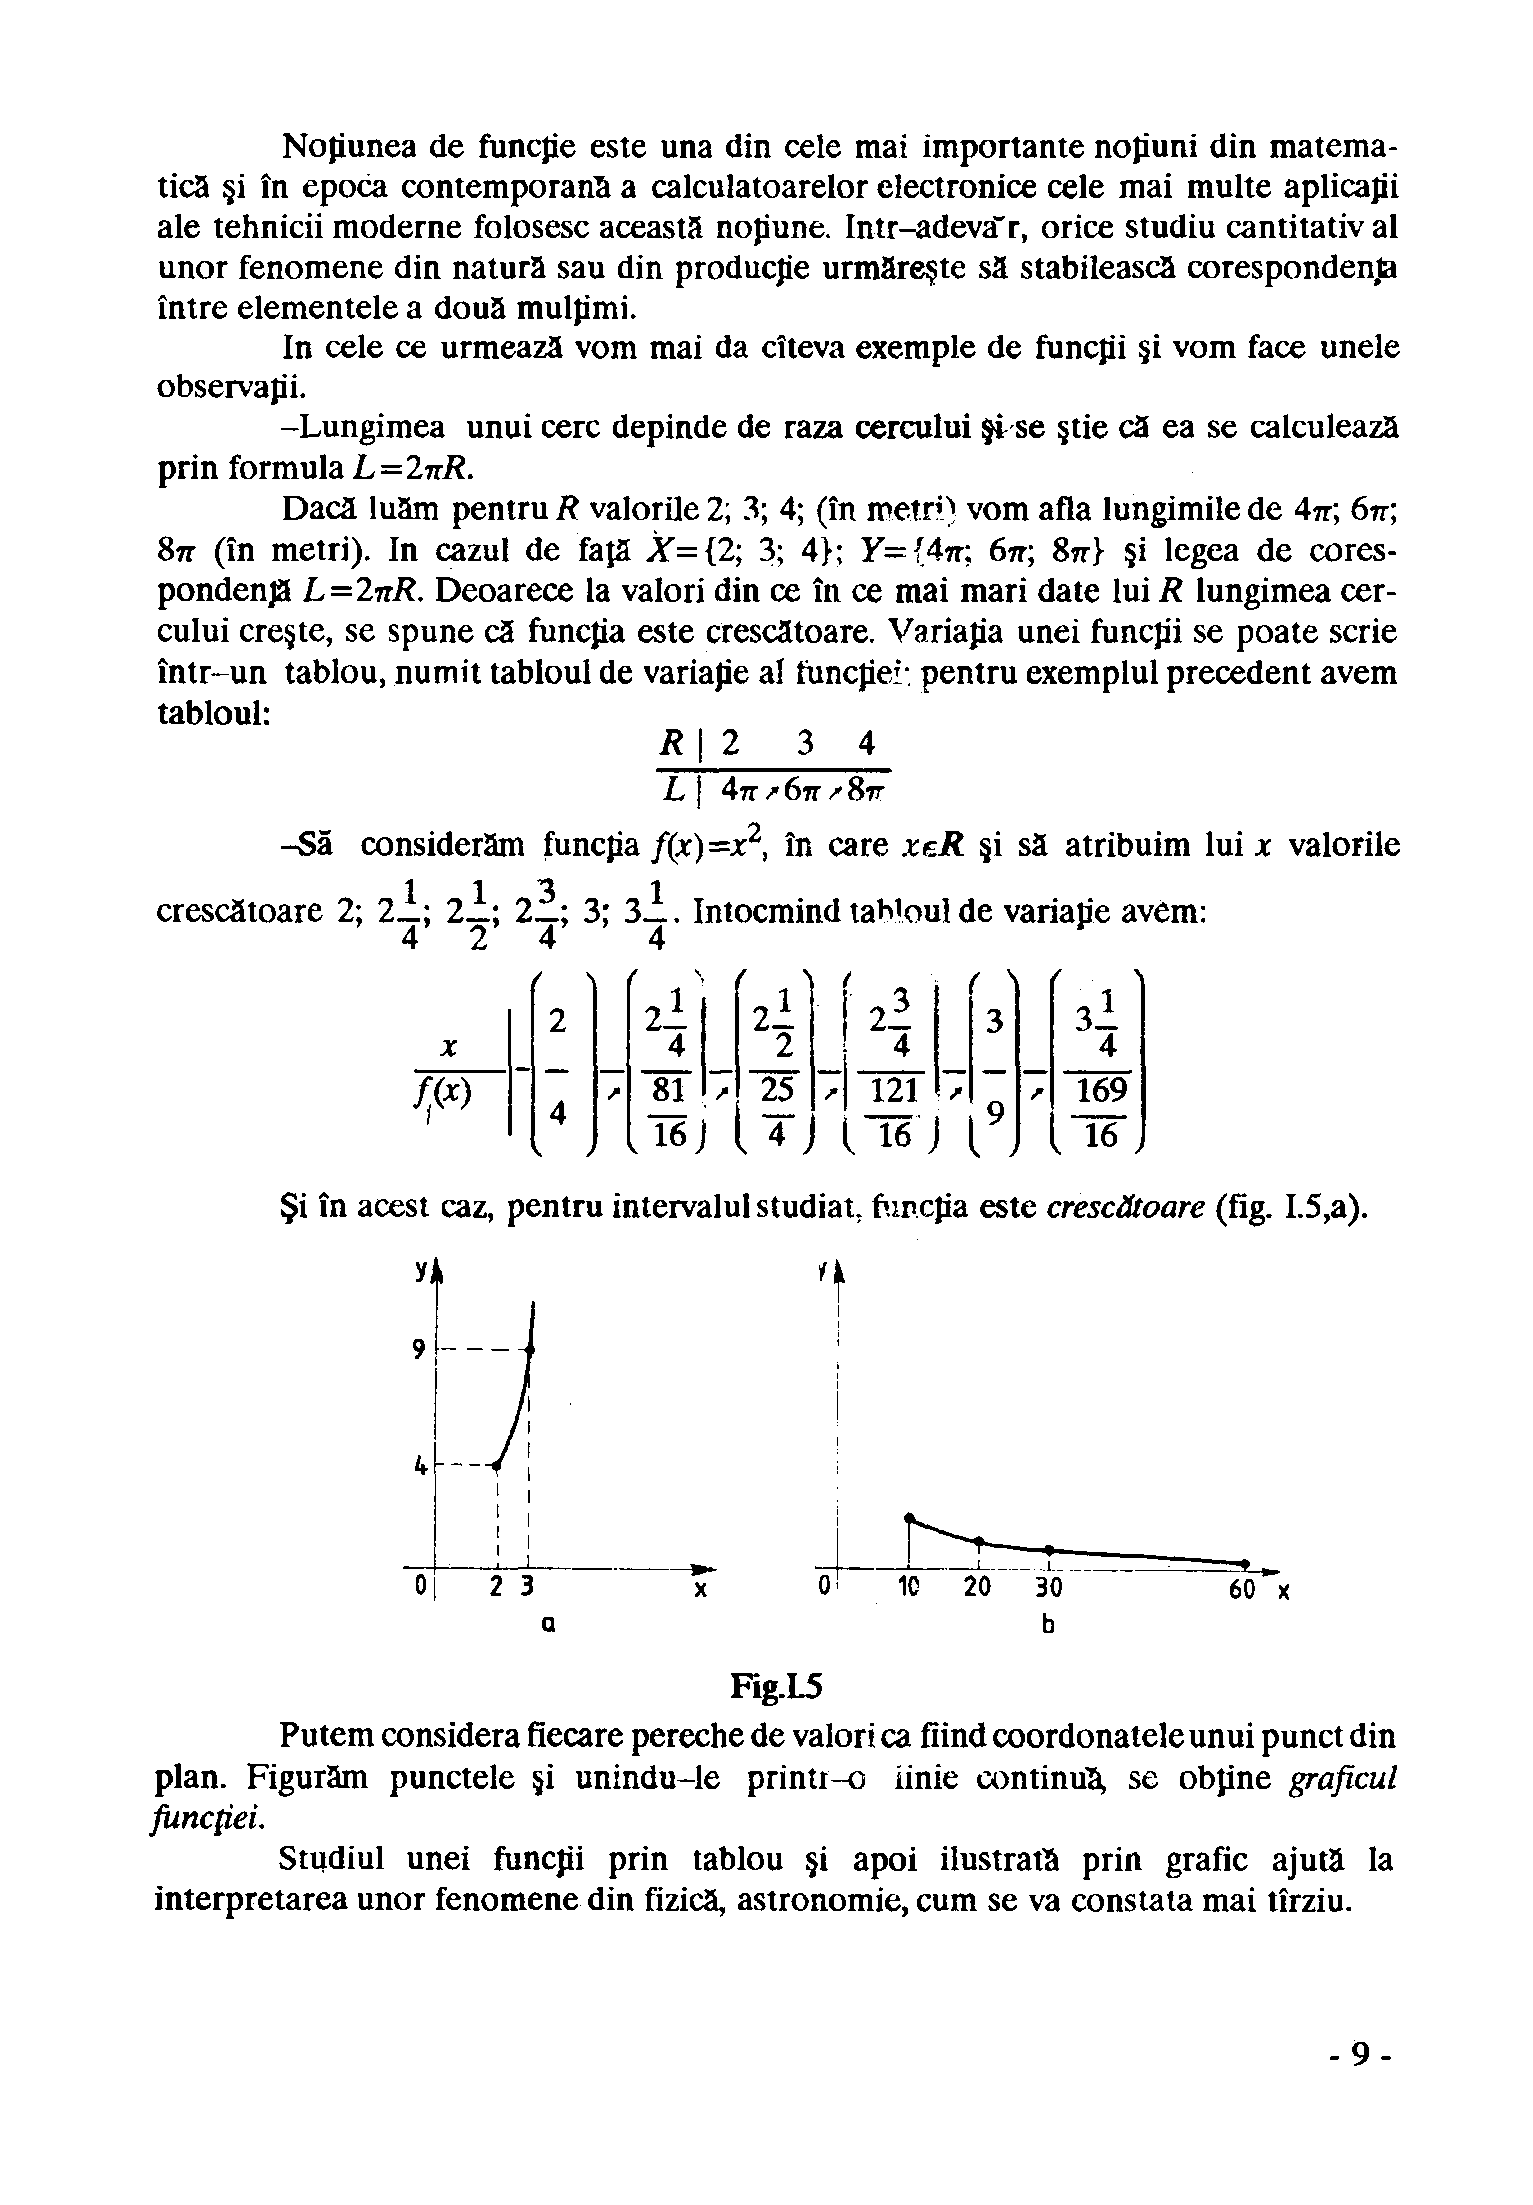 Noţiunea de funcţie este una din cele mai importante noţiuni din matema-
tică şi în epoca contemporană a calculatoarelor electronice cele mai multe aplicaţii
ale tehnicii moderne folosesc această noţiune. Intr-adevăr, orice studiu cantitativ al
unor fenomene din natură sau din producţie urmăreşte să stabilească corespondenţa
între elementele a două mulţimi.
In cele ce urmează vom mai da cîteva exemple de funcţii şi vom face unele
observaţii.
-Lungimea unui cerc depinde de raza cercului şi se ştie că ea se calculează
prin formula L=2πR.
Dacă luăm pentru R valorile 2; 3; 4; (în metri) vom afla lungimile de 4π; 6π;
8π (în metri). In cazul de faţă X={2; 3; 4}; Y={4π; 6π; 8π} şi legea de cores-
pondenţă L=2πR. Deoarece la valori din ce în ce mai mari date lui R lungimea cer-
cului creşte, se spune că funcţia este crescătoare. Variaţia unei funcţii se poate scrie
într-un tablou, numit tabloul de variaţie al funcţiei; pentru exemplul precedent avem
tabloul:
R | 2 3 4
L | 4π ↗ 6π ↗ 8π
-Să considerăm funcţia f(x)=x², în care x∈R şi să atribuim lui x valorile
crescătoare 2; 2 1/4; 2 1/2; 2 3/4; 3; 3 1/4. Intocmind tabloul de variaţie avem:
x | 2 2 1/4 2 1/2 2 3/4 3 3 1/4
f(x) | 4 ↗ 81/16 ↗ 25/4 ↗ 121/16 ↗ 9 ↗ 169/16
Şi în acest caz, pentru intervalul studiat, funcţia este crescătoare (fig. I.5,a).
y
9
4
0 2 3 x
a
y
0 10 20 30 60 x
b
Fig.I.5
Putem considera fiecare pereche de valori ca fiind coordonatele unui punct din
plan. Figurăm punctele şi unindu-le printr-o linie continuă, se obţine graficul
funcţiei.
Studiul unei funcţii prin tablou şi apoi ilustrată prin grafic ajută la
interpretarea unor fenomene din fizică, astronomie, cum se va constata mai tîrziu.
- 9 -